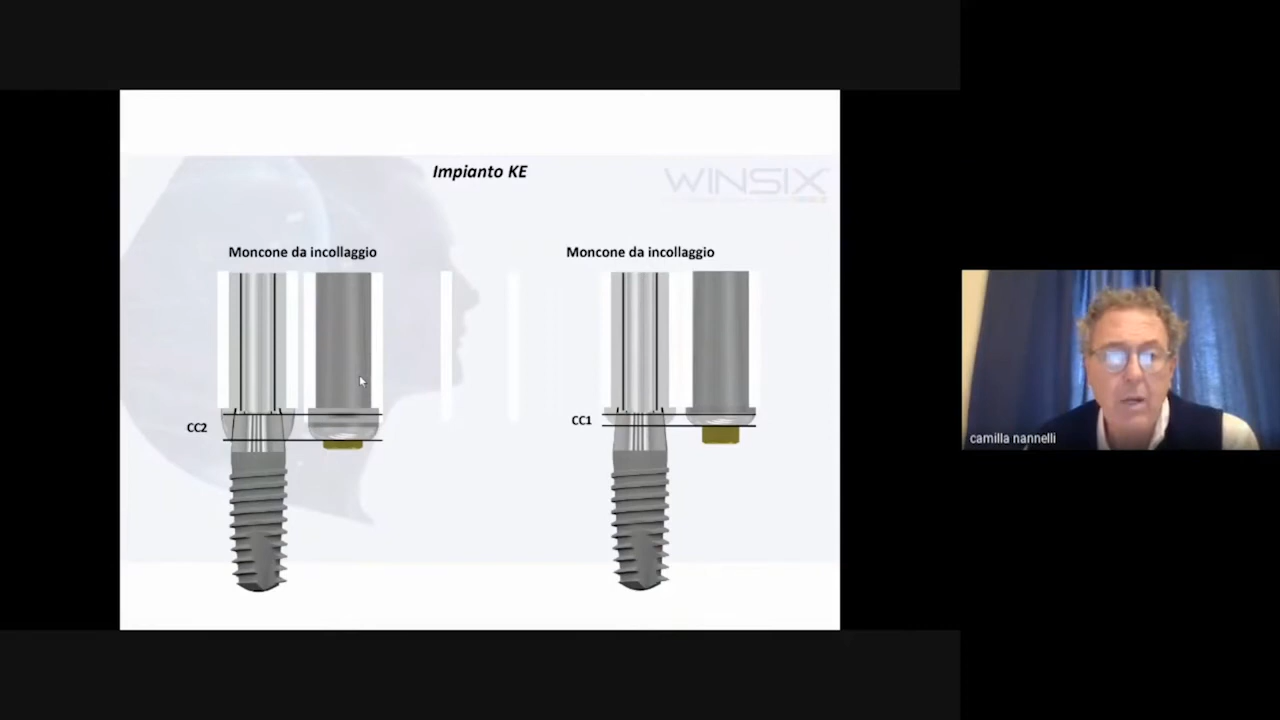 Impianto KE
WINSIX
Moncone da incollaggio
Moncone da incollaggio
CC2
CC1
camilla nannelli